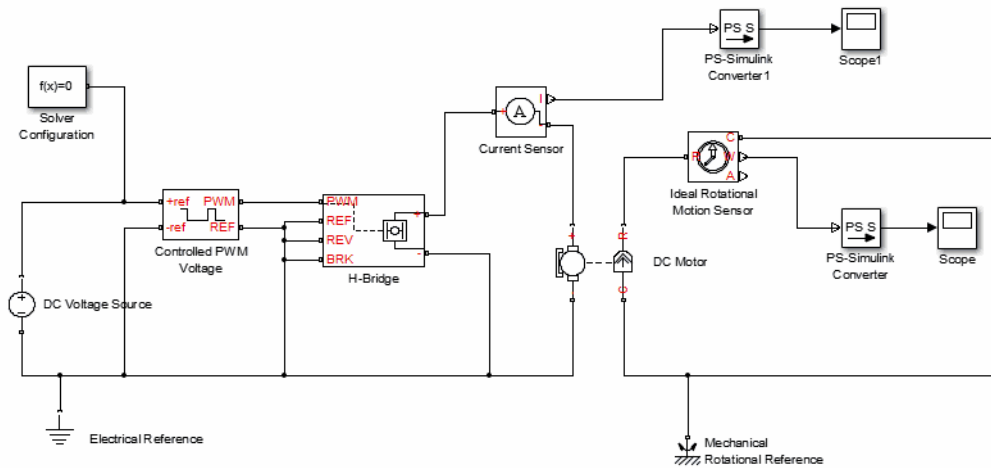 PS S
PS-Simulink
Converter1
Scope1
f(x)=0
Solver
Configuration
A
+
I
-
Current Sensor
C
R
W
A
Ideal Rotational
Motion Sensor
+ref
PWM
-ref
REF
Controlled PWM
Voltage
PWM
REF
REV
BRK
+
-
H-Bridge
PS S
PS-Simulink
Converter
Scope
+
R
C
DC Motor
+
−
DC Voltage Source
Electrical Reference
Mechanical
Rotational Reference